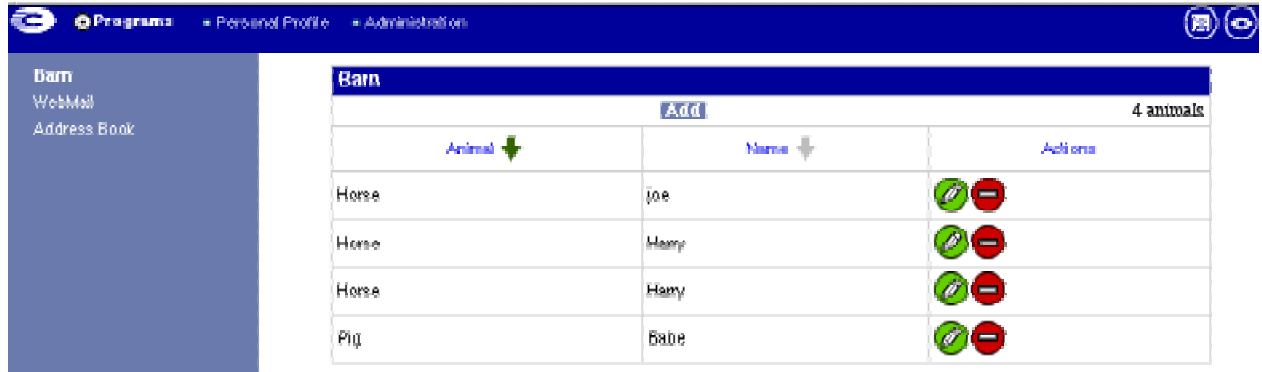 Programs Personal Profile Administration
Barn
WebMail
Address Book
Barn
Add 4 animals
Animal Name Actions
Horse joe
Horse Harry
Horse Harry
Pig Babe